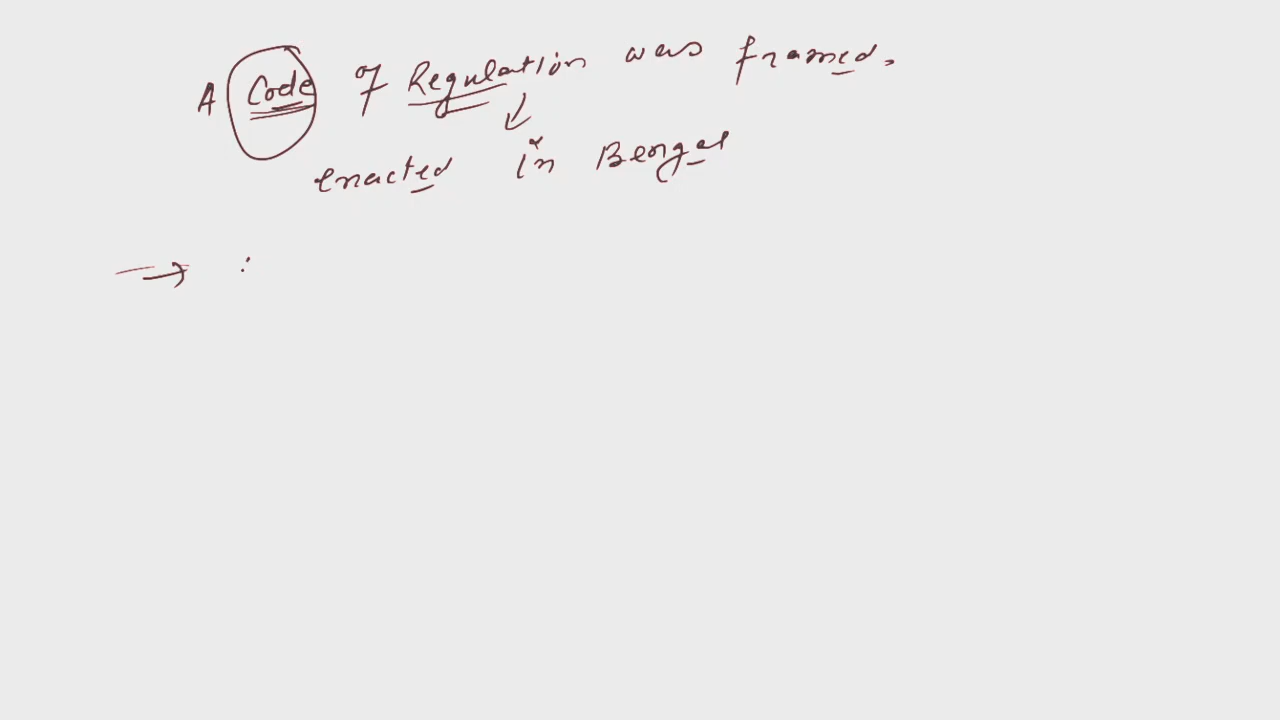 A Code of Regulation was framed.
enacted in Bengal